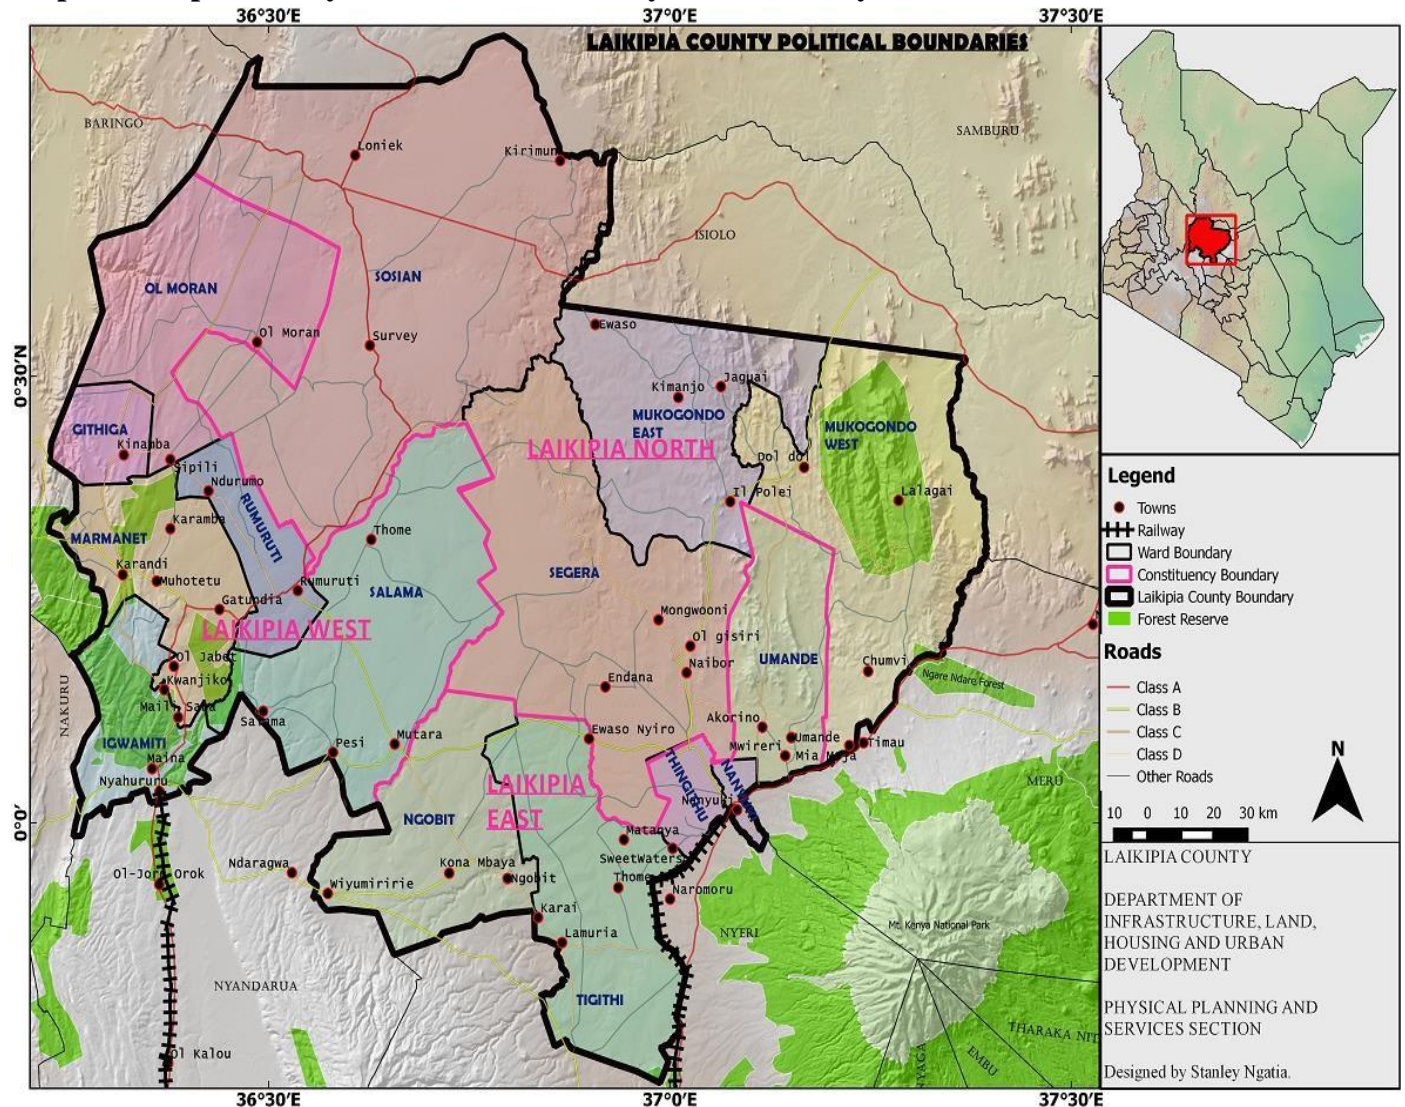 36°30'E
37°0'E
37°30'E
LAIKIPIA COUNTY POLITICAL BOUNDARIES
BARINGO
SAMBURU
Loniek
Kirimun
ISIOLO
SOSIAN
OL MORAN
Ol Moran
Survey
Ewaso
0°30'N
Kimanjo
Jaguai
MUKOGONDO
EAST
MUKOGONDO
WEST
GITHIGA
Kinamba
LAIKIPIA NORTH
Dol dol
Sipili
Ndurumo
Il Polei
Lalagai
RUMURUTI
Karamba
MARMANET
Thome
Karandi
Muhotetu
SEGERA
Rumuruti
SALAMA
Gatundia
Mongwooni
LAIKIPIA WEST
Ol gisiri
Ol Jabet
Naibor
UMANDE
Chumvi
Kwanjiko
Endana
Ngare Ndare Forest
NAKURU
Salama
Akorino
Mutara
Ewaso Nyiro
Umande
Timau
IGWAMITI
Pesi
Mwireri
Mia Moja
Maina
THINGITHU
Nyahururu
LAIKIPIA
EAST
MERU
Nanyuki
0°0'
NGOBIT
Matanya
SweetWaters
Ndaragwa
Kona Mbaya
Ngobit
Thome
Wiyumiririe
Naromoru
Karai
Lamuria
NYERI
Mt. Kenya National Park
NYANDARUA
TIGITHI
THARAKA NIT
EMBU
NYAGA
Ol Kalou
36°30'E
37°0'E
37°30'E
Legend
Towns
Railway
Ward Boundary
Constituency Boundary
Laikipia County Boundary
Forest Reserve
Roads
Class A
Class B
Class C
Class D
Other Roads
N
10 0 10 20 30 km
LAIKIPIA COUNTY
DEPARTMENT OF
INFRASTRUCTURE, LAND,
HOUSING AND URBAN
DEVELOPMENT
PHYSICAL PLANNING AND
SERVICES SECTION
Designed by Stanley Ngatia.